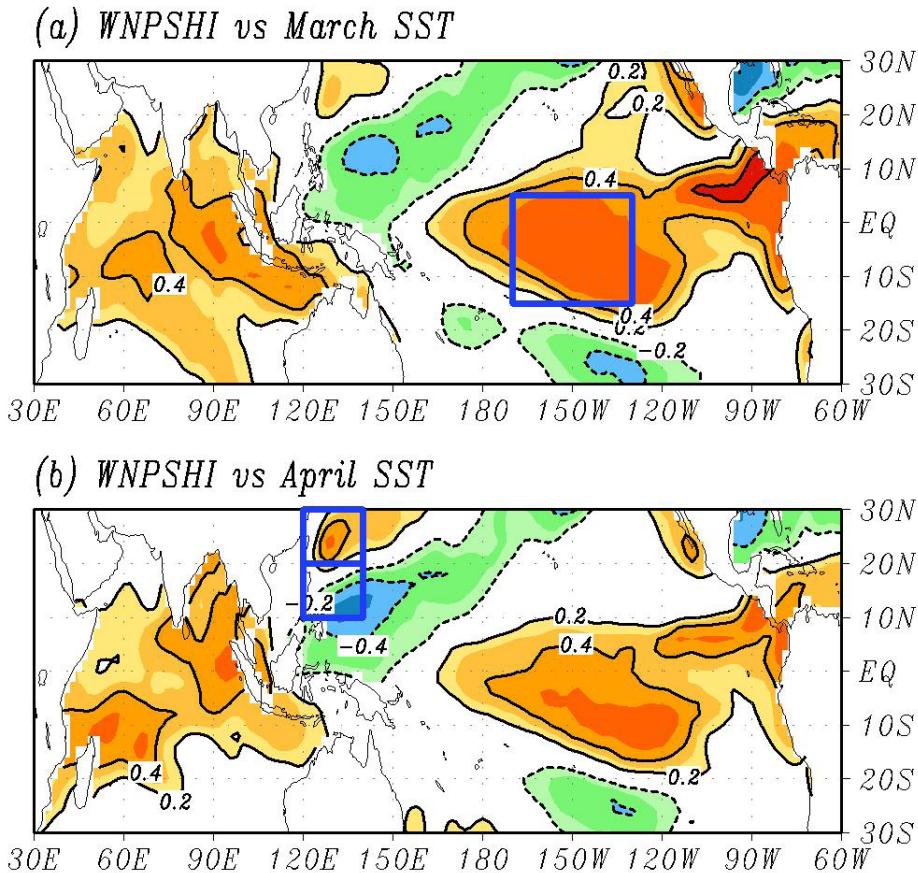 (a) WNPSHI vs March SST
30N
0.2
0.2
20N
10N
0.4
EQ
0.4
10S
0.4
0.2
-0.2
20S
30S
30E 60E 90E 120E 150E 180 150W 120W 90W 60W
(b) WNPSHI vs April SST
30N
20N
-0.2
10N
0.2
-0.4
0.4
EQ
10S
0.4
0.2
20S
0.2
30S
30E 60E 90E 120E 150E 180 150W 120W 90W 60W